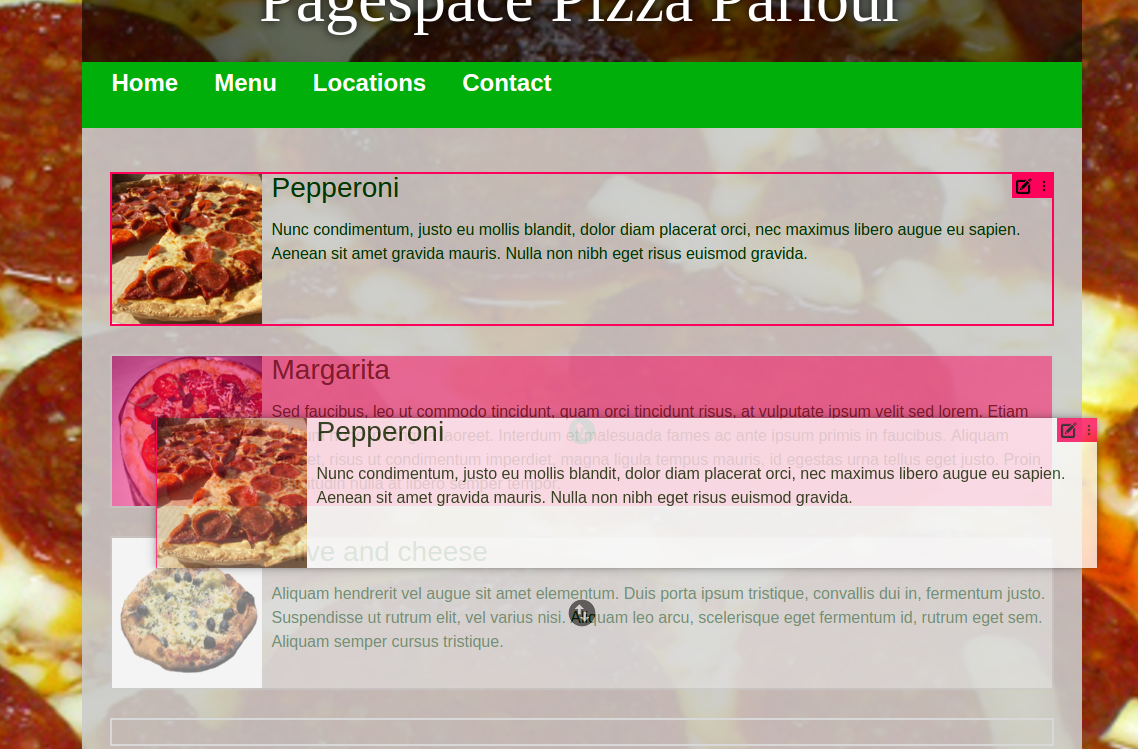 Pagespace Pizza Parlour
Home Menu Locations Contact
Pepperoni
Nunc condimentum, justo eu mollis blandit, dolor diam placerat orci, nec maximus libero augue eu sapien.
Aenean sit amet gravida mauris. Nulla non nibh eget risus euismod gravida.
Margarita
Sed faucibus, leo ut commodo tincidunt, quam orci tincidunt risus, at vulputate ipsum velit sed lorem. Etiam
laoreet. Interdum et malesuada fames ac ante ipsum primis in faucibus. Aliquam
risus ut condimentum imperdiet, magna ligula tempus mauris, id egestas urna tellus eget justo. Proin
nulla at libero semper tempor.
Pepperoni
Nunc condimentum, justo eu mollis blandit, dolor diam placerat orci, nec maximus libero augue eu sapien.
Aenean sit amet gravida mauris. Nulla non nibh eget risus euismod gravida.
and cheese
Aliquam hendrerit vel augue sit amet elementum. Duis porta ipsum tristique, convallis dui in, fermentum justo.
Suspendisse ut rutrum elit, vel varius nisi. Aliquam leo arcu, scelerisque eget fermentum id, rutrum eget sem.
Aliquam semper cursus tristique.